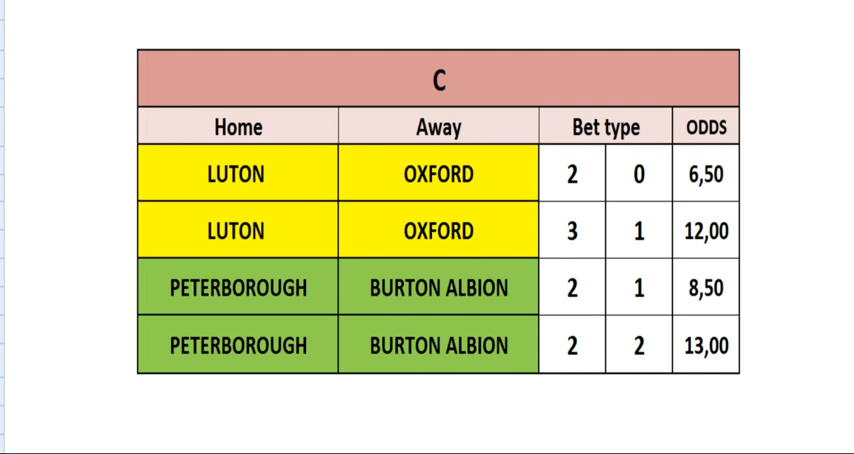 C
Home Away Bet type ODDS
LUTON OXFORD 2 0 6,50
LUTON OXFORD 3 1 12,00
PETERBOROUGH BURTON ALBION 2 1 8,50
PETERBOROUGH BURTON ALBION 2 2 13,00